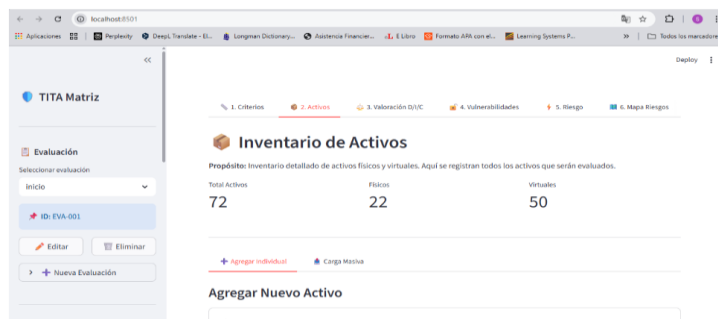 localhost:8501
Aplicaciones
Perplexity
DeepL Translate - El...
Longman Dictionary...
Asistencia Financier...
E Libro
Formato APA con el...
Learning Systems P...
Todos los marcadores
Deploy
TITA Matriz
1. Criterios
2. Activos
3. Valoración D/I/C
4. Vulnerabilidades
5. Riesgo
6. Mapa Riesgos
Evaluación
Seleccionar evaluación
inicio
ID: EVA-001
Editar
Eliminar
Nueva Evaluación
Inventario de Activos
Propósito: Inventario detallado de activos físicos y virtuales. Aquí se registran todos los activos que serán evaluados.
Total Activos
Físicos
Virtuales
72
22
50
Agregar Individual
Carga Masiva
Agregar Nuevo Activo